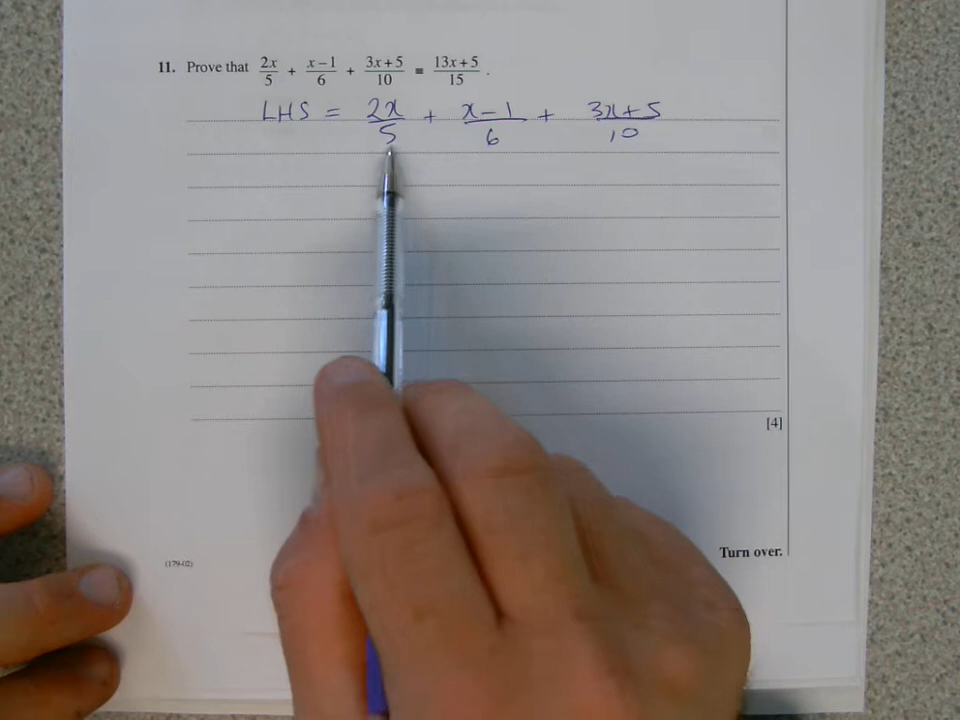 11. Prove that 2x/5 + x-1/6 + 3x+5/10 ≡ 13x+5/15 .
LHS = 2x/5 + x-1/6 + 3x+5/10
[4]
Turn over.
(179-02)